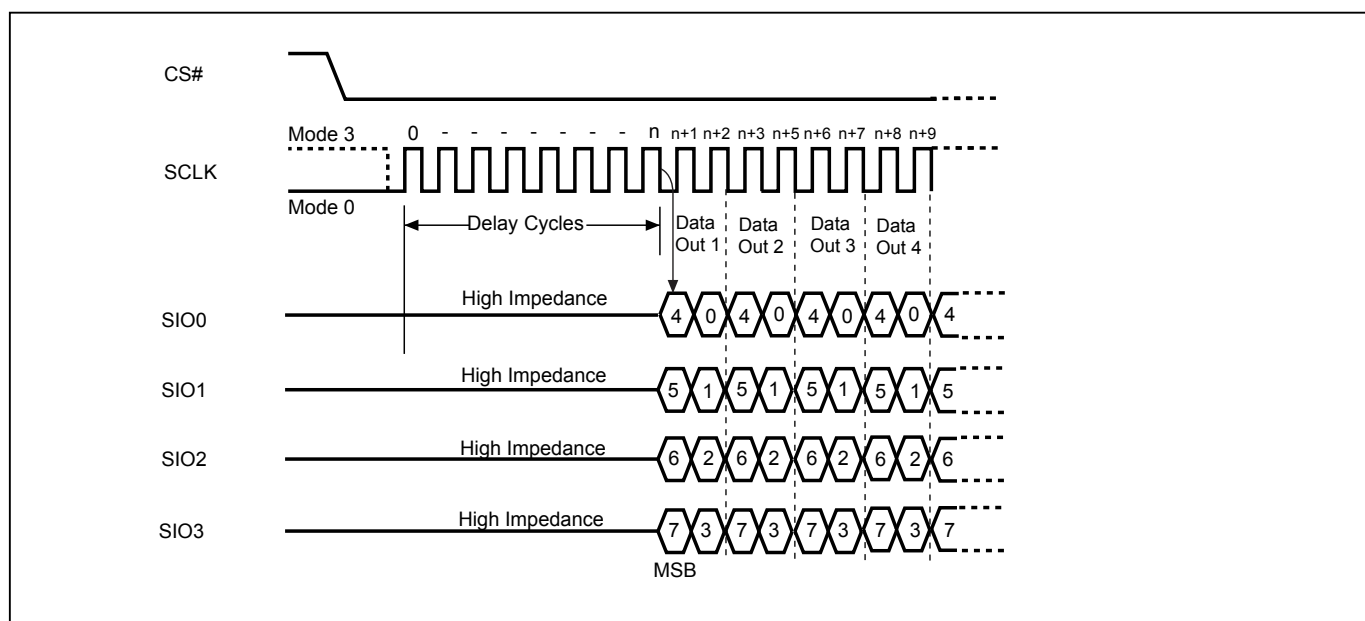 CS#
Mode 3
0 - - - - - - n n+1 n+2 n+3 n+5 n+6 n+7 n+8 n+9
SCLK
Mode 0
Delay Cycles
Data Out 1
Data Out 2
Data Out 3
Data Out 4
High Impedance
SIO0
4 0 4 0 4 0 4 0 4
High Impedance
SIO1
5 1 5 1 5 1 5 1 5
High Impedance
SIO2
6 2 6 2 6 2 6 2 6
High Impedance
SIO3
7 3 7 3 7 3 7 3 7
MSB